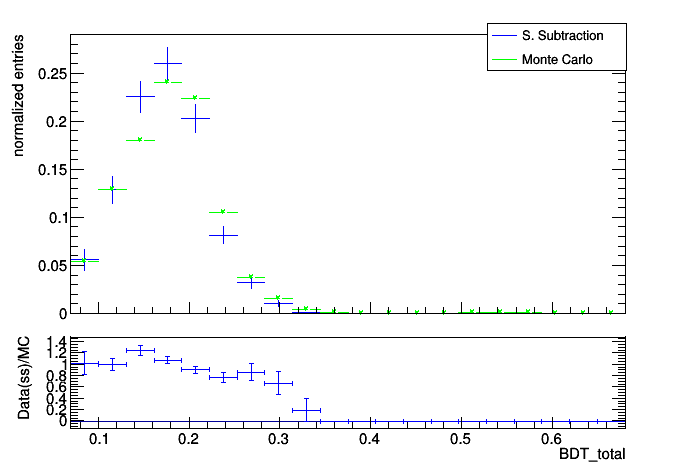 S. Subtraction
Monte Carlo
normalized entries
0.25
0.2
0.15
0.1
0.05
0
Data(ss)/MC
1.4
1.2
1
0.8
0.6
0.4
0.2
0
0.1 0.2 0.3 0.4 0.5 0.6
BDT_total